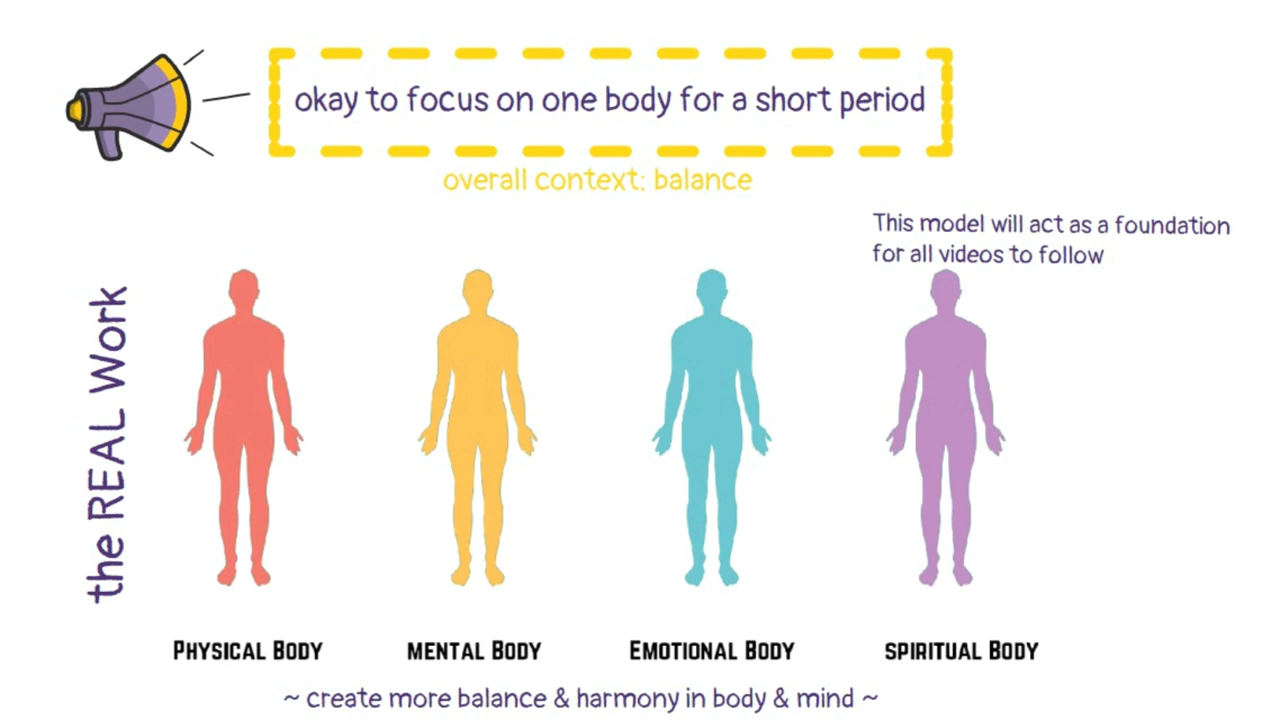 okay to focus on one body for a short period
overall context: balance
This model will act as a foundation
for all videos to follow
the REAL Work
PHYSICAL BODY
MENTAL BODY
EMOTIONAL BODY
SPIRITUAL BODY
~ create more balance & harmony in body & mind ~